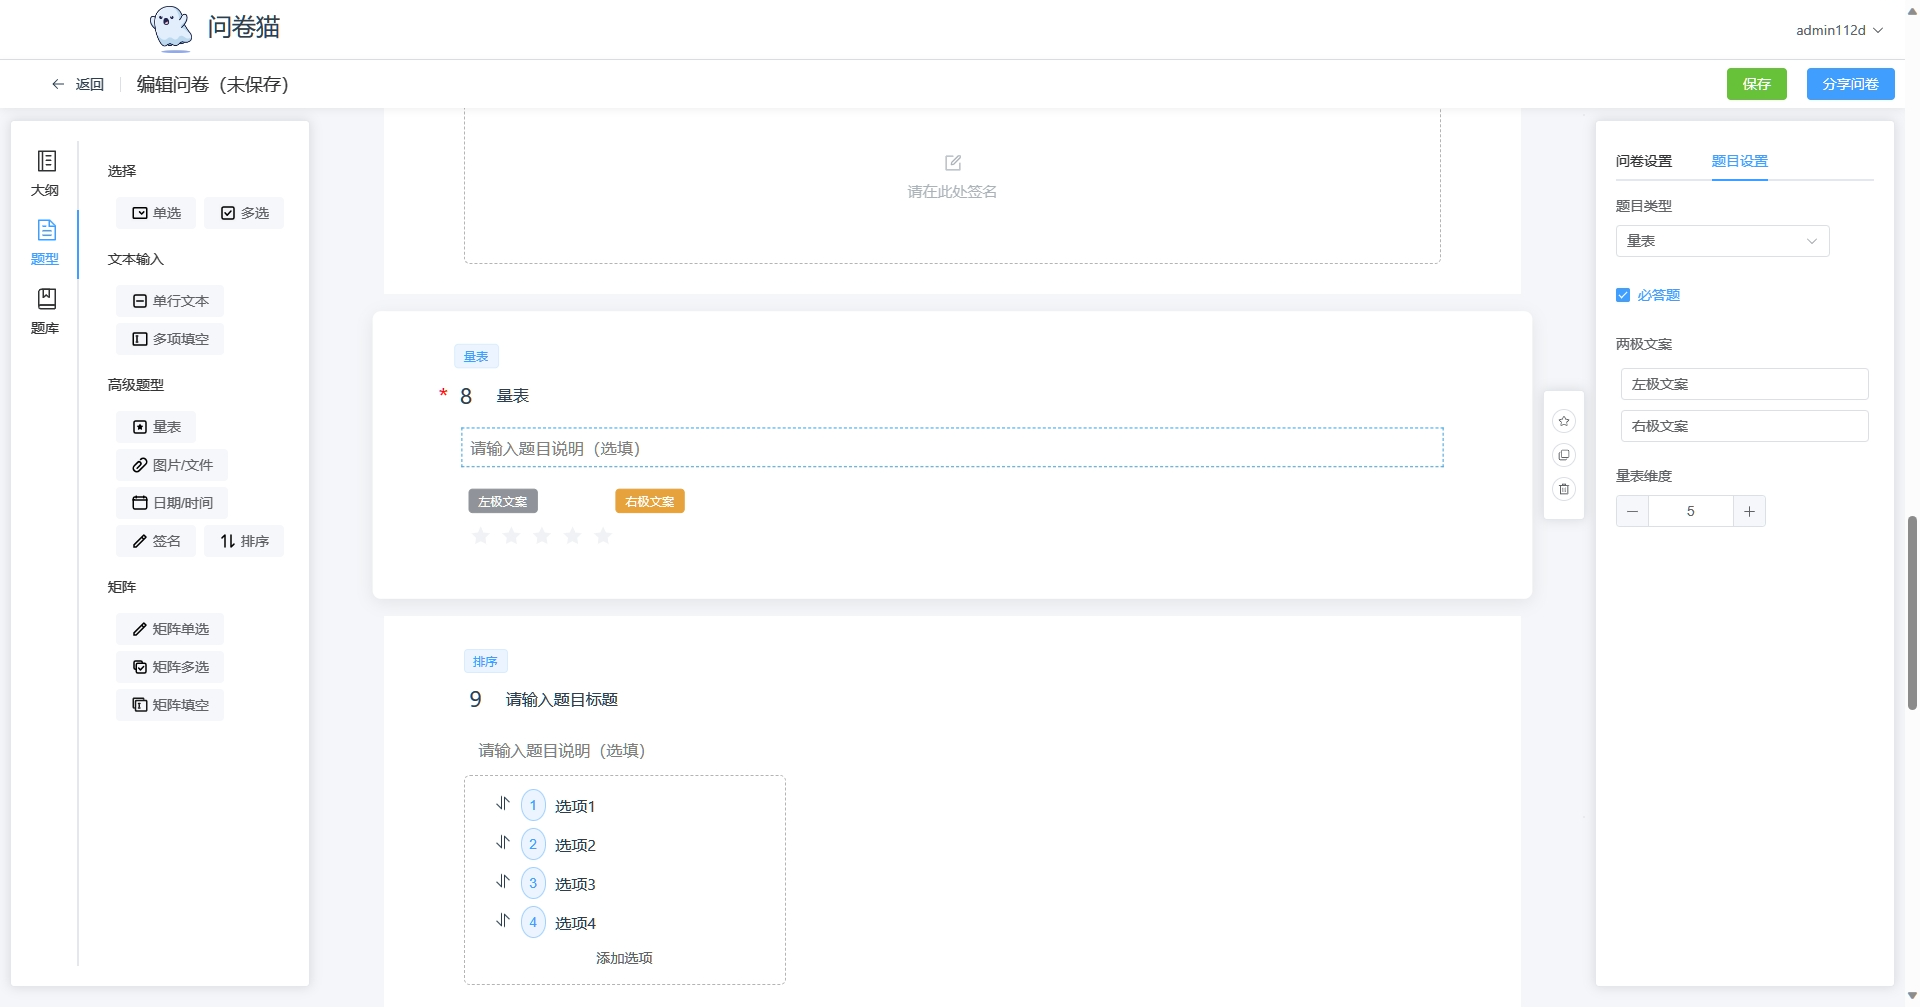 问卷猫
admin112d
返回
编辑问卷（未保存）
保存
分享问卷
大纲
题型
题库
选择
单选
多选
文本输入
单行文本
多项填空
高级题型
量表
图片/文件
日期/时间
签名
排序
矩阵
矩阵单选
矩阵多选
矩阵填空
请在此处签名
量表
* 8 量表
请输入题目说明（选填）
左极文案
右极文案
排序
9 请输入题目标题
请输入题目说明（选填）
1 选项1
2 选项2
3 选项3
4 选项4
添加选项
问卷设置
题目设置
题目类型
量表
必答题
两极文案
左极文案
右极文案
量表维度
5